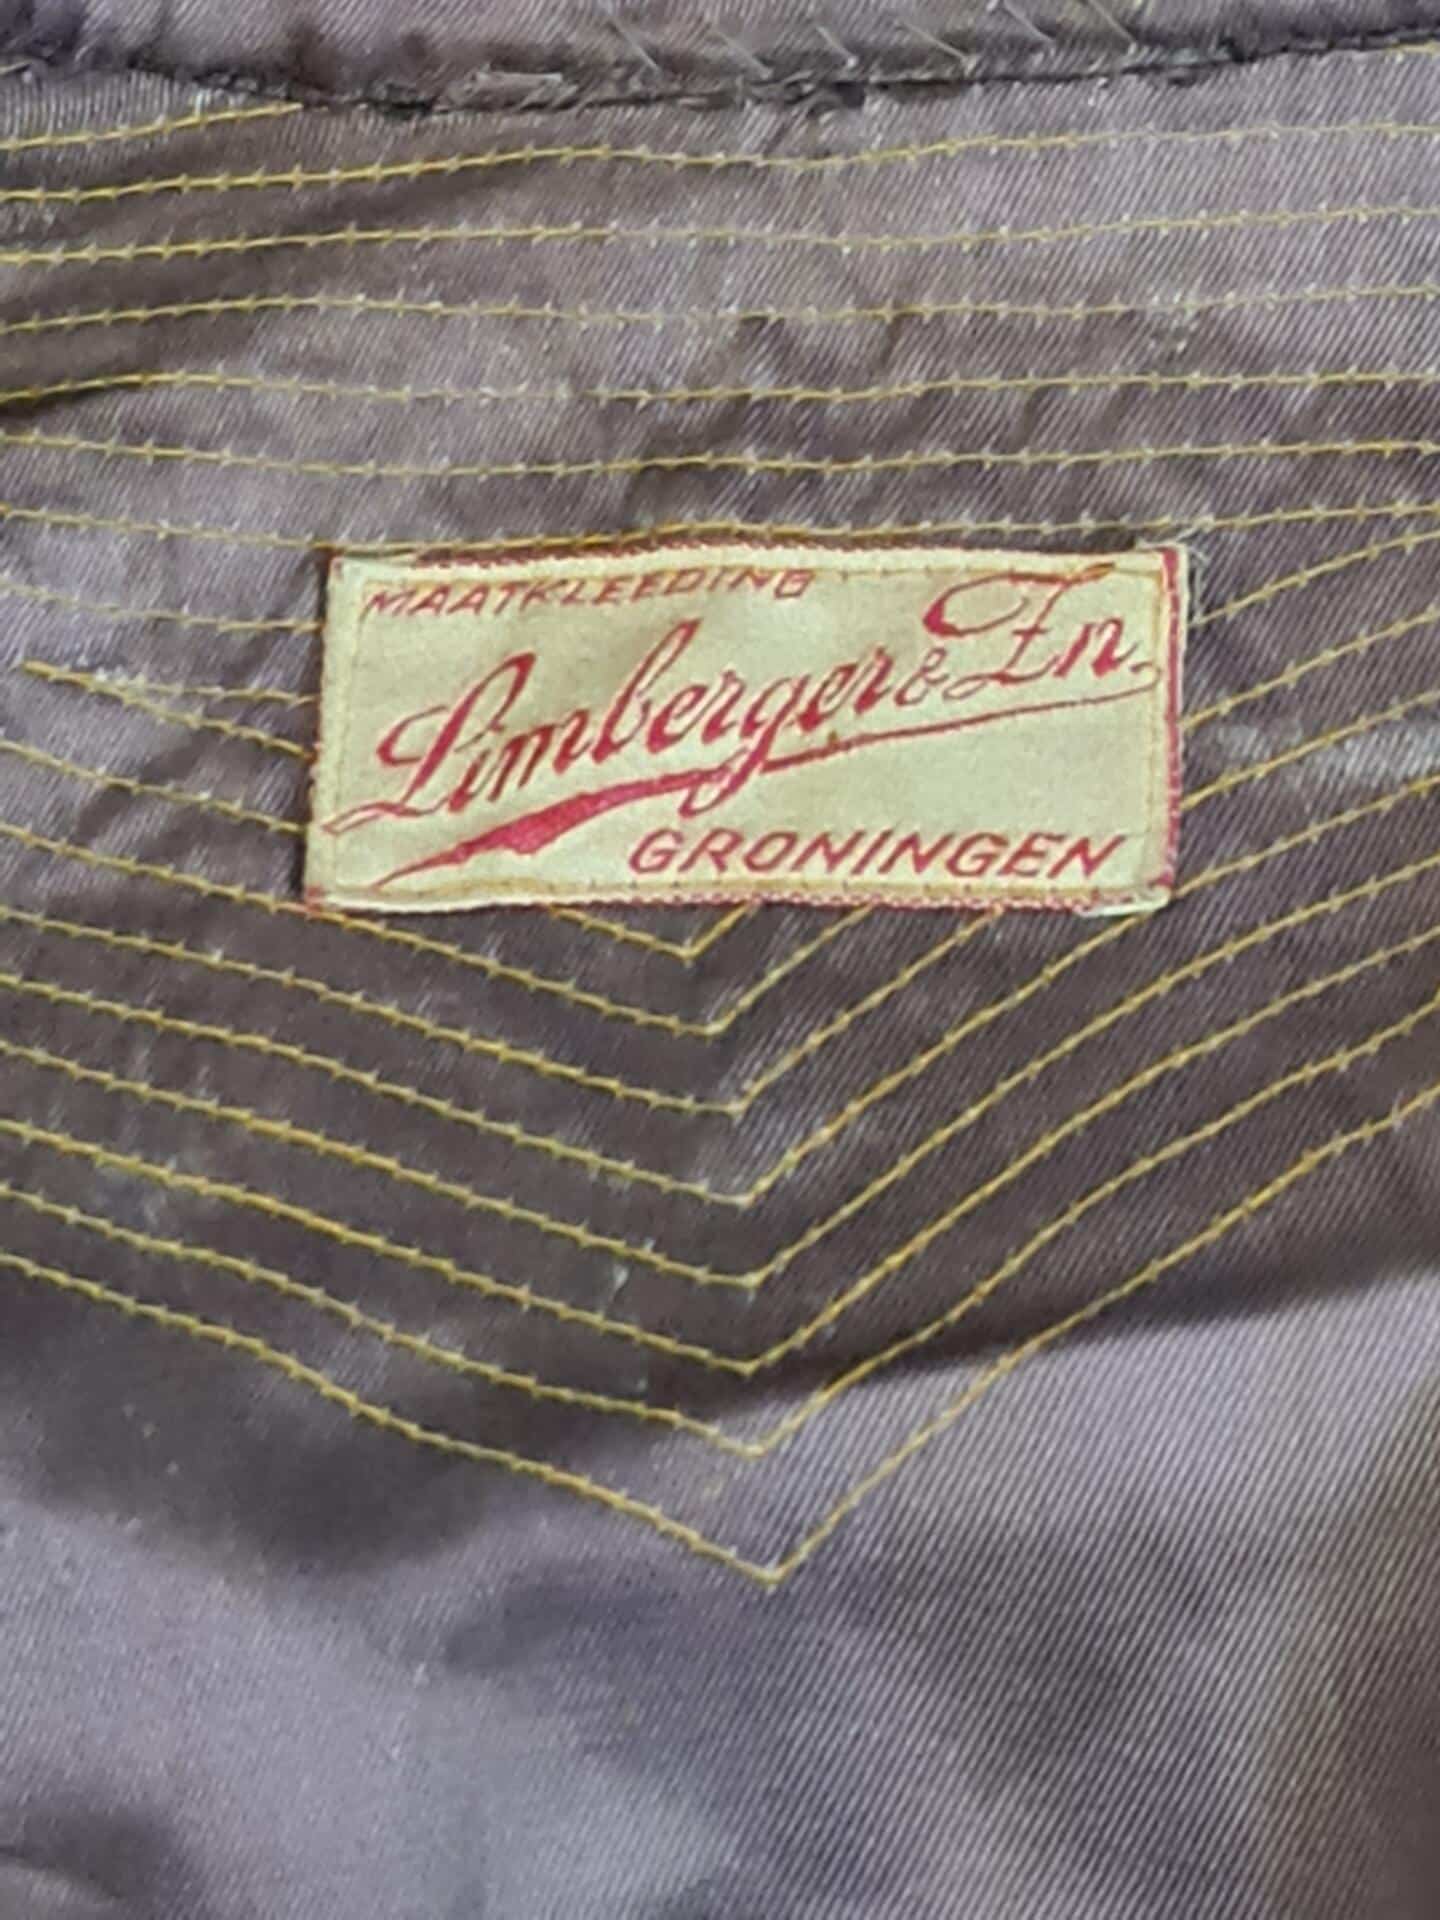 MAATKLEEDING
Limberger & Zn.
GRONINGEN